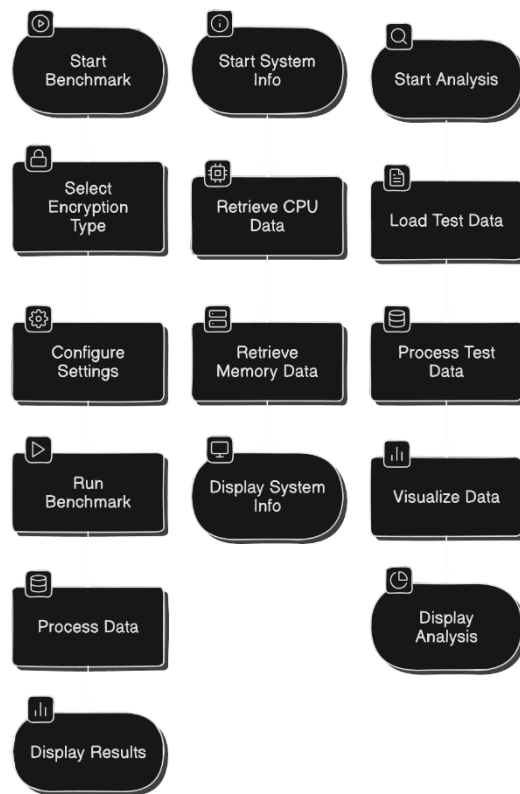 Start
Benchmark
Select
Encryption
Type
Configure
Settings
Run
Benchmark
Process Data
Display Results
Start System
Info
Retrieve CPU
Data
Retrieve
Memory Data
Display System
Info
Start Analysis
Load Test Data
Process Test
Data
Visualize Data
Display
Analysis